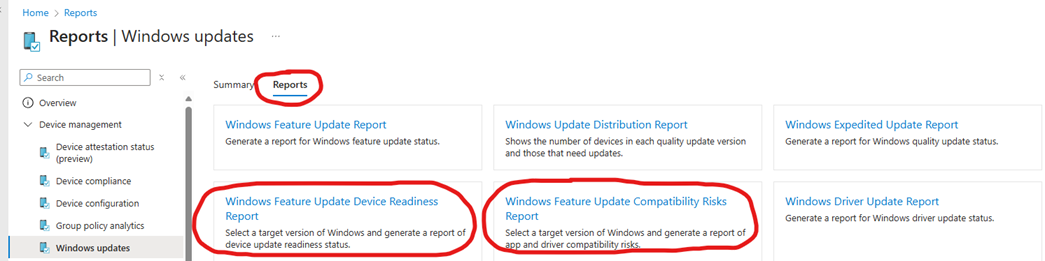 Home > Reports
Reports | Windows updates ...
Search
Overview
Device management
Device attestation status
(preview)
Device compliance
Device configuration
Group policy analytics
Windows updates
Summary Reports
Windows Feature Update Report
Generate a report for Windows feature update status.
Windows Update Distribution Report
Shows the number of devices in each quality update version
and those that need updates.
Windows Expedited Update Report
Generate a report for Windows quality update status.
Windows Feature Update Device Readiness
Report
Select a target version of Windows and generate a report of
device update readiness status.
Windows Feature Update Compatibility Risks
Report
Select a target version of Windows and generate a report of
app and driver compatibility risks.
Windows Driver Update Report
Generate a report for Windows driver update status.